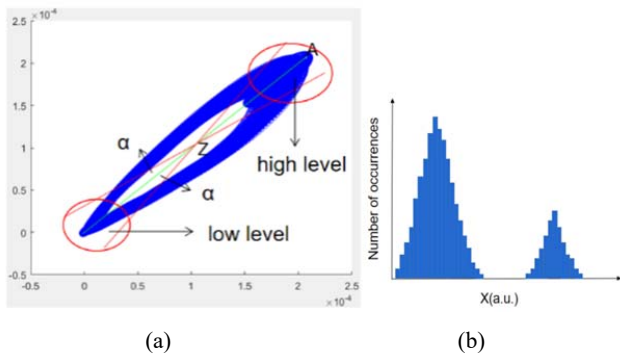 ×10⁻⁴
2.5
2
1.5
1
0.5
0
-0.5
-0.5 0 0.5 1 1.5 2 2.5
×10⁻⁴
A
α
Z
α
high level
low level
Number of occurrences
X(a.u.)
(a) (b)